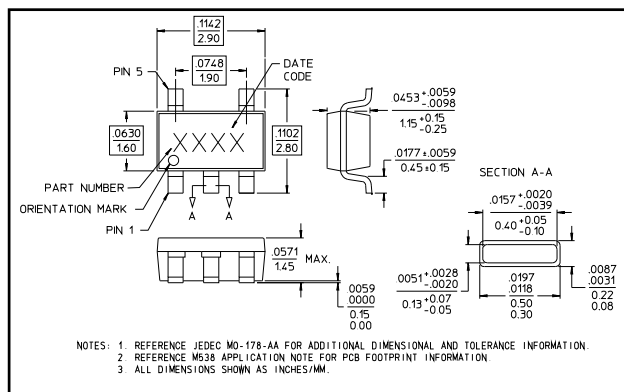 .1142
2.90
.0748
1.90
DATE
CODE
PIN 5
.0453 +.0059 -.0098
1.15 +0.15 -0.25
.0630
1.60
XXXX
.1102
2.80
.0177 ±.0059
0.45 ±0.15
SECTION A-A
PART NUMBER
ORIENTATION MARK
PIN 1
A A
.0157 +.0020 -.0039
0.40 +0.05 -0.10
.0571
1.45 MAX.
.0059
.0000
0.15
0.00
.0051 +.0028 -.0020
0.13 +0.07 -0.05
.0197
.0118
0.50
0.30
.0087
.0031
0.22
0.08
NOTES: 1. REFERENCE JEDEC MO-178-AA FOR ADDITIONAL DIMENSIONAL AND TOLERANCE INFORMATION.
2. REFERENCE M538 APPLICATION NOTE FOR PCB FOOTPRINT INFORMATION.
3. ALL DIMENSIONS SHOWN AS INCHES/MM.